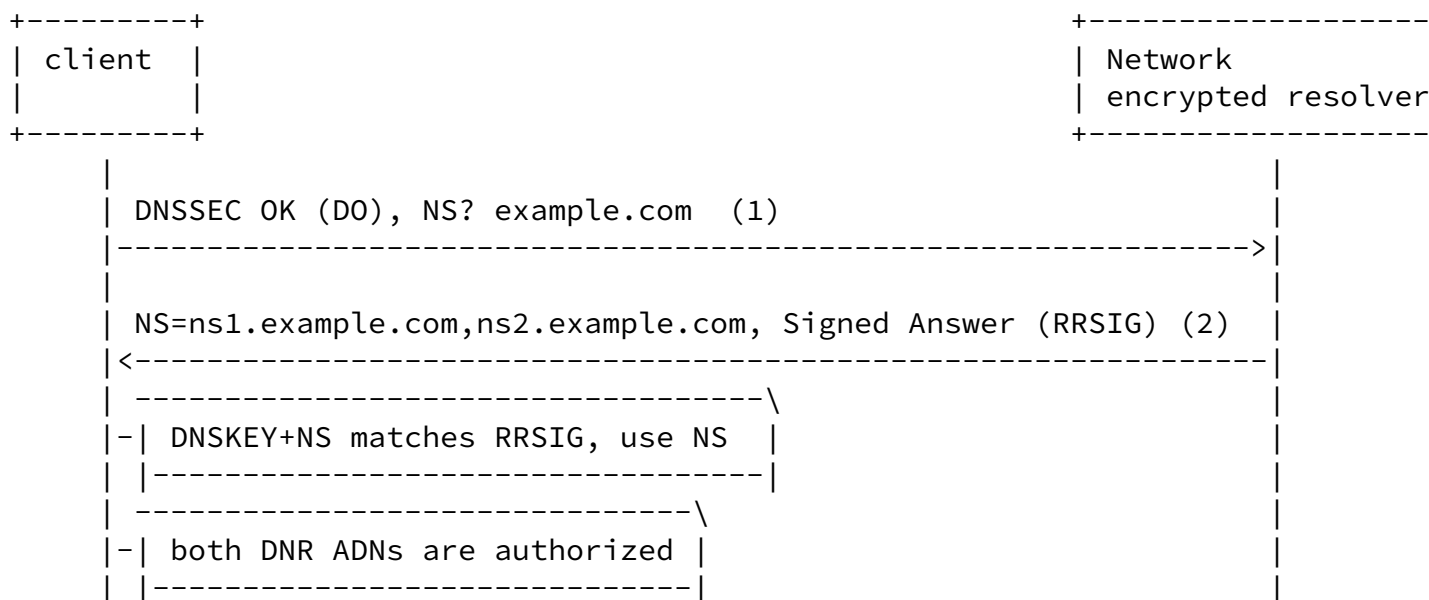 client Network
encrypted resolver
DNSSEC OK (DO), NS? example.com (1)
NS=ns1.example.com,ns2.example.com, Signed Answer (RRSIG) (2)
DNSKEY+NS matches RRSIG, use NS
both DNR ADNs are authorized